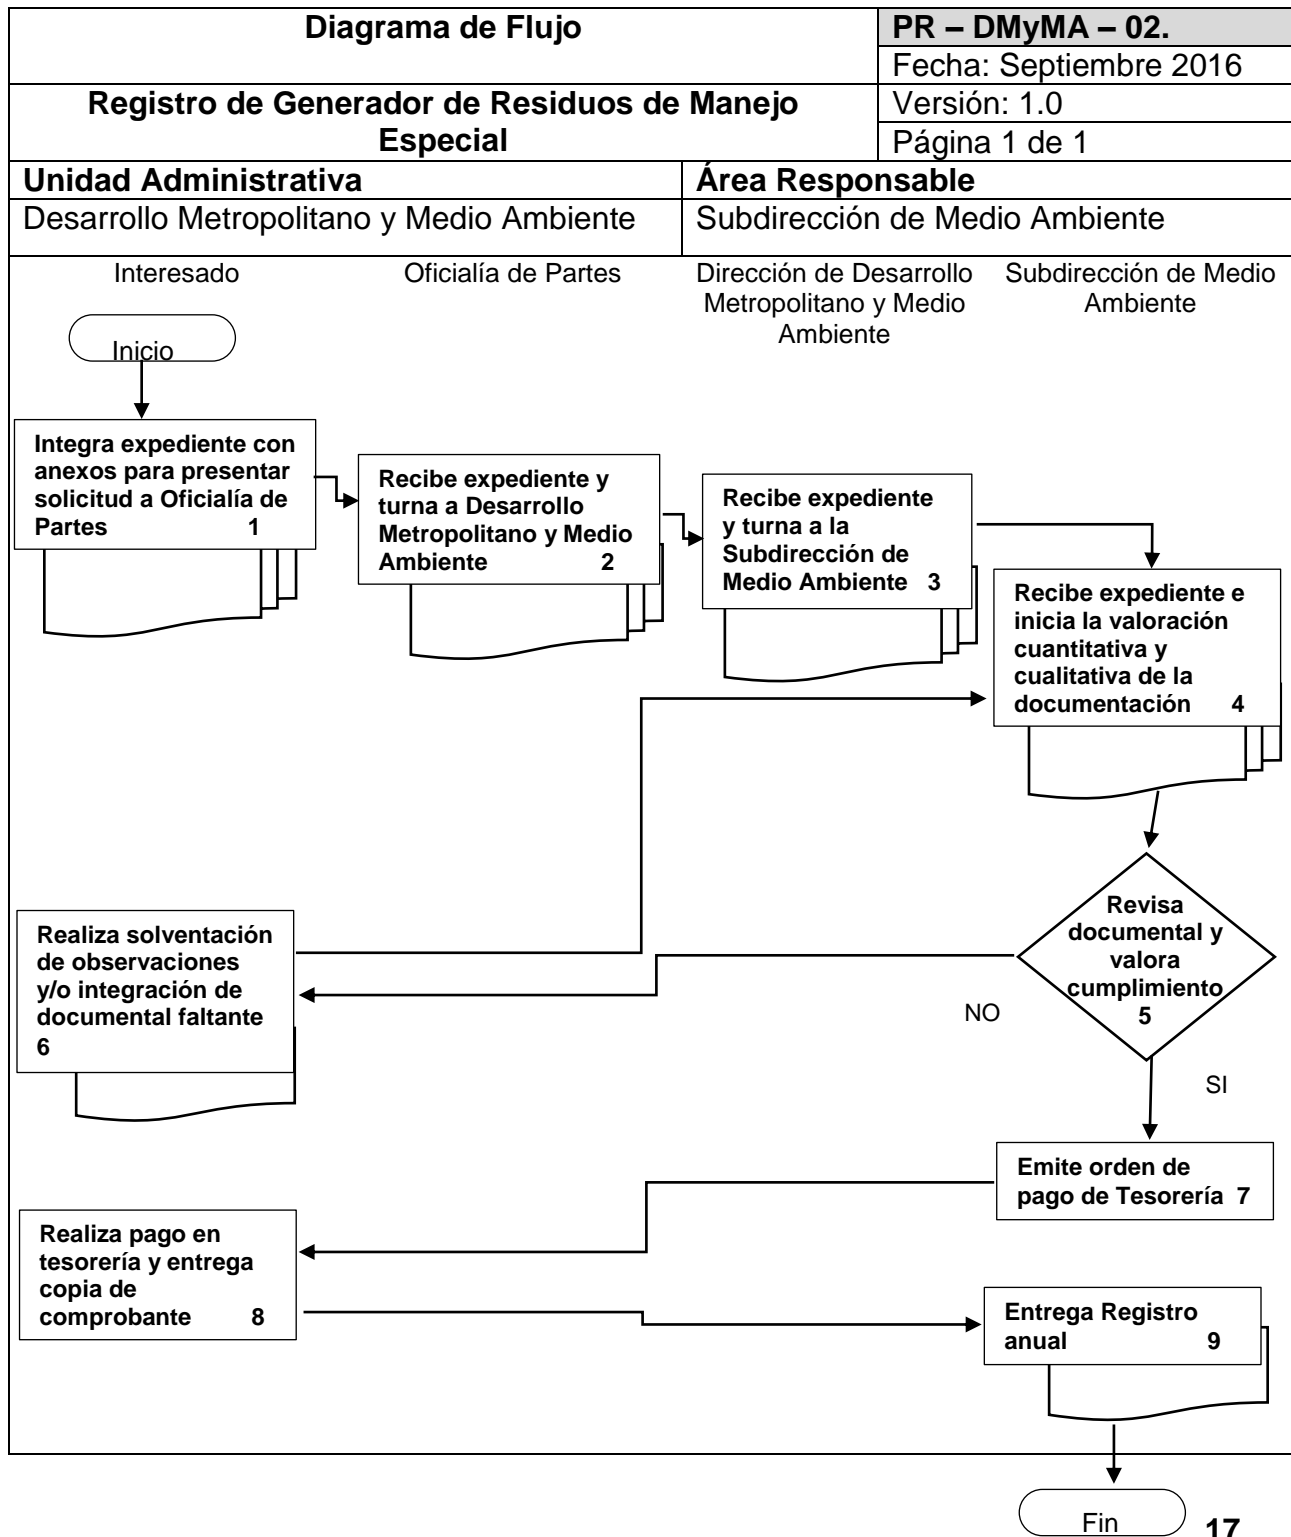 Diagrama de Flujo
PR – DMyMA – 02.
Fecha: Septiembre 2016
Registro de Generador de Residuos de Manejo
Especial
Versión: 1.0
Página 1 de 1
Unidad Administrativa
Área Responsable
Desarrollo Metropolitano y Medio Ambiente
Subdirección de Medio Ambiente
Interesado
Oficialía de Partes
Dirección de Desarrollo
Metropolitano y Medio
Ambiente
Subdirección de Medio
Ambiente
Inicio
Integra expediente con
anexos para presentar
solicitud a Oficialía de
Partes 1
Recibe expediente y
turna a Desarrollo
Metropolitano y Medio
Ambiente 2
Recibe expediente
y turna a la
Subdirección de
Medio Ambiente 3
Recibe expediente e
inicia la valoración
cuantitativa y
cualitativa de la
documentación 4
Revisa
documental y
valora
cumplimiento
5
NO
SI
Realiza solventación
de observaciones
y/o integración de
documental faltante
6
Emite orden de
pago de Tesorería 7
Realiza pago en
tesorería y entrega
copia de
comprobante 8
Entrega Registro
anual 9
Fin
17